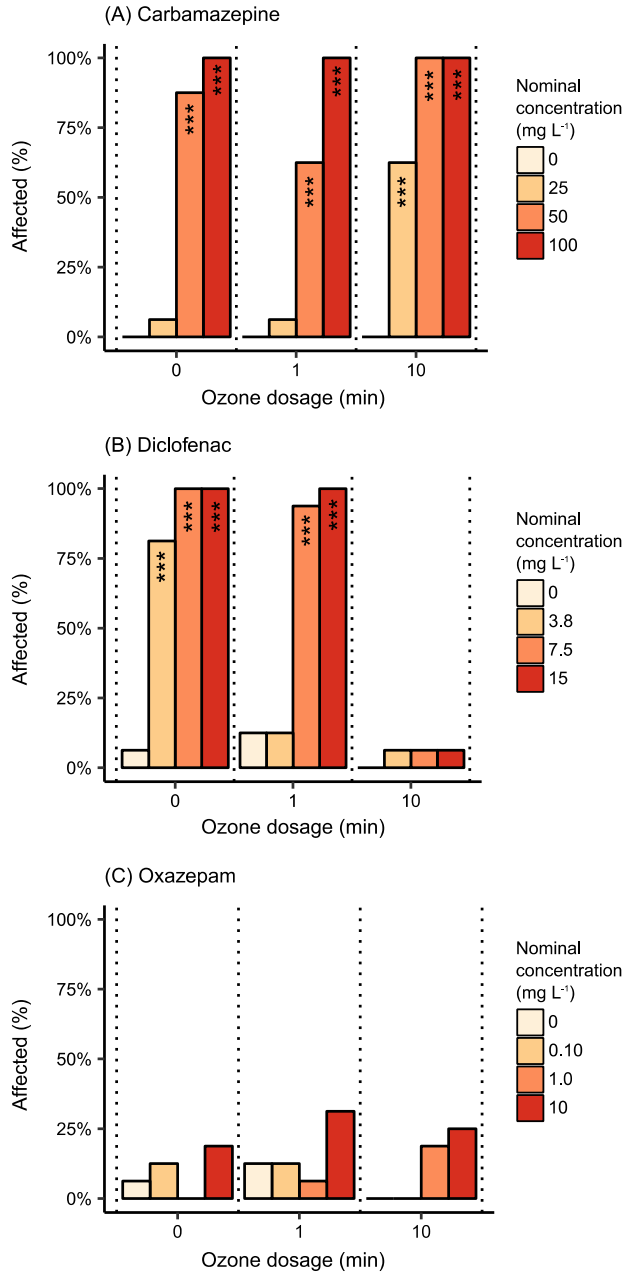 (A) Carbamazepine
100%
75%
50%
25%
0%
Affected (%)
***
***
***
***
***
***
***
0
1
10
Ozone dosage (min)
Nominal
concentration
(mg L⁻¹)
0
25
50
100
(B) Diclofenac
100%
75%
50%
25%
0%
Affected (%)
***
***
***
***
***
0
1
10
Ozone dosage (min)
Nominal
concentration
(mg L⁻¹)
0
3.8
7.5
15
(C) Oxazepam
100%
75%
50%
25%
0%
Affected (%)
0
1
10
Ozone dosage (min)
Nominal
concentration
(mg L⁻¹)
0
0.10
1.0
10